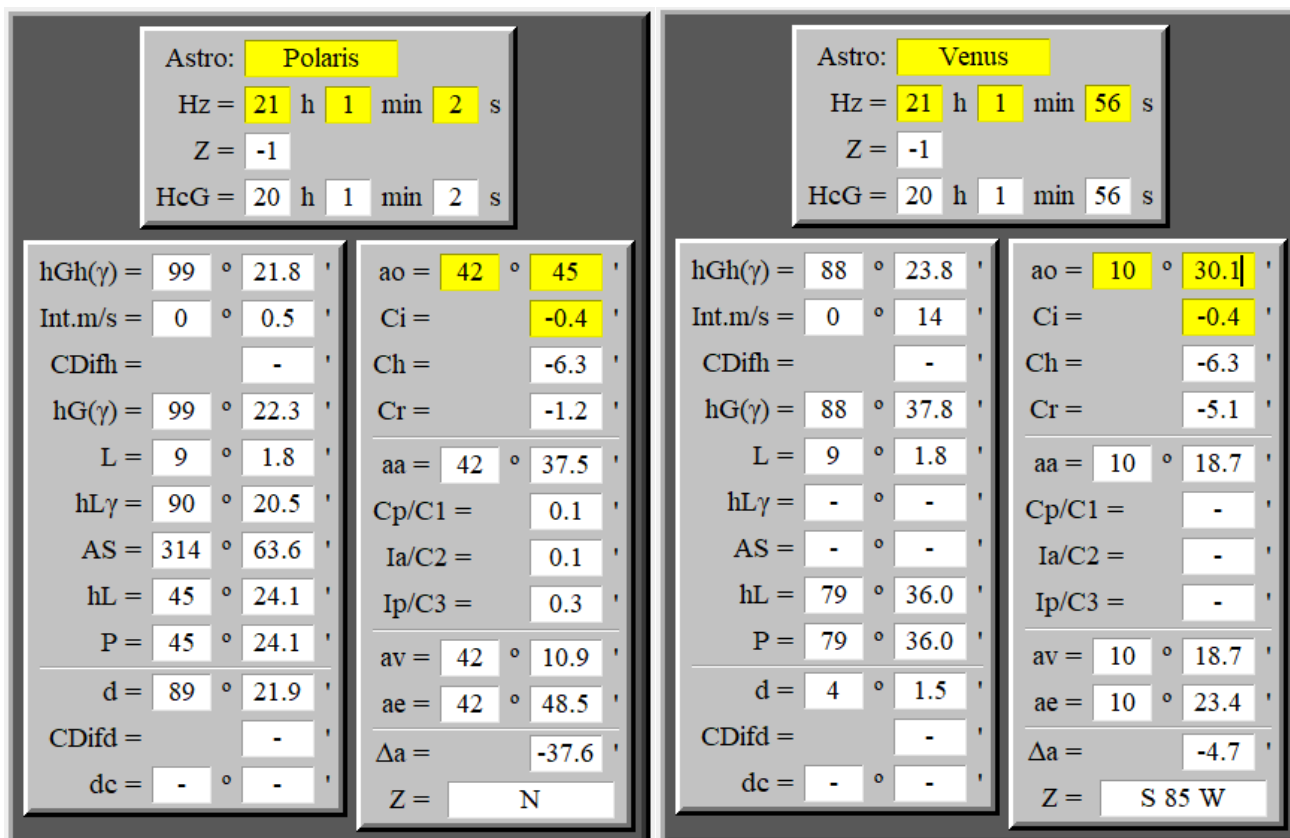 Astro: Polaris
Hz = 21 h 1 min 2 s
Z = -1
HcG = 20 h 1 min 2 s
hGh(γ) = 99 º 21.8 '
Int.m/s = 0 º 0.5 '
CDifh = - '
hG(γ) = 99 º 22.3 '
L = 9 º 1.8 '
hLγ = 90 º 20.5 '
AS = 314 º 63.6 '
hL = 45 º 24.1 '
P = 45 º 24.1 '
d = 89 º 21.9 '
CDifd = - '
dc = - º - '
ao = 42 º 45 '
Ci = -0.4 '
Ch = -6.3 '
Cr = -1.2 '
aa = 42 º 37.5 '
Cp/C1 = 0.1 '
Ia/C2 = 0.1 '
Ip/C3 = 0.3 '
av = 42 º 10.9 '
ae = 42 º 48.5 '
Δa = -37.6 '
Z = N
Astro: Venus
Hz = 21 h 1 min 56 s
Z = -1
HcG = 20 h 1 min 56 s
hGh(γ) = 88 º 23.8 '
Int.m/s = 0 º 14 '
CDifh = - '
hG(γ) = 88 º 37.8 '
L = 9 º 1.8 '
hLγ = - º - '
AS = - º - '
hL = 79 º 36.0 '
P = 79 º 36.0 '
d = 4 º 1.5 '
CDifd = - '
dc = - º - '
ao = 10 º 30.1 '
Ci = -0.4 '
Ch = -6.3 '
Cr = -5.1 '
aa = 10 º 18.7 '
Cp/C1 = - '
Ia/C2 = - '
Ip/C3 = - '
av = 10 º 18.7 '
ae = 10 º 23.4 '
Δa = -4.7 '
Z = S 85 W